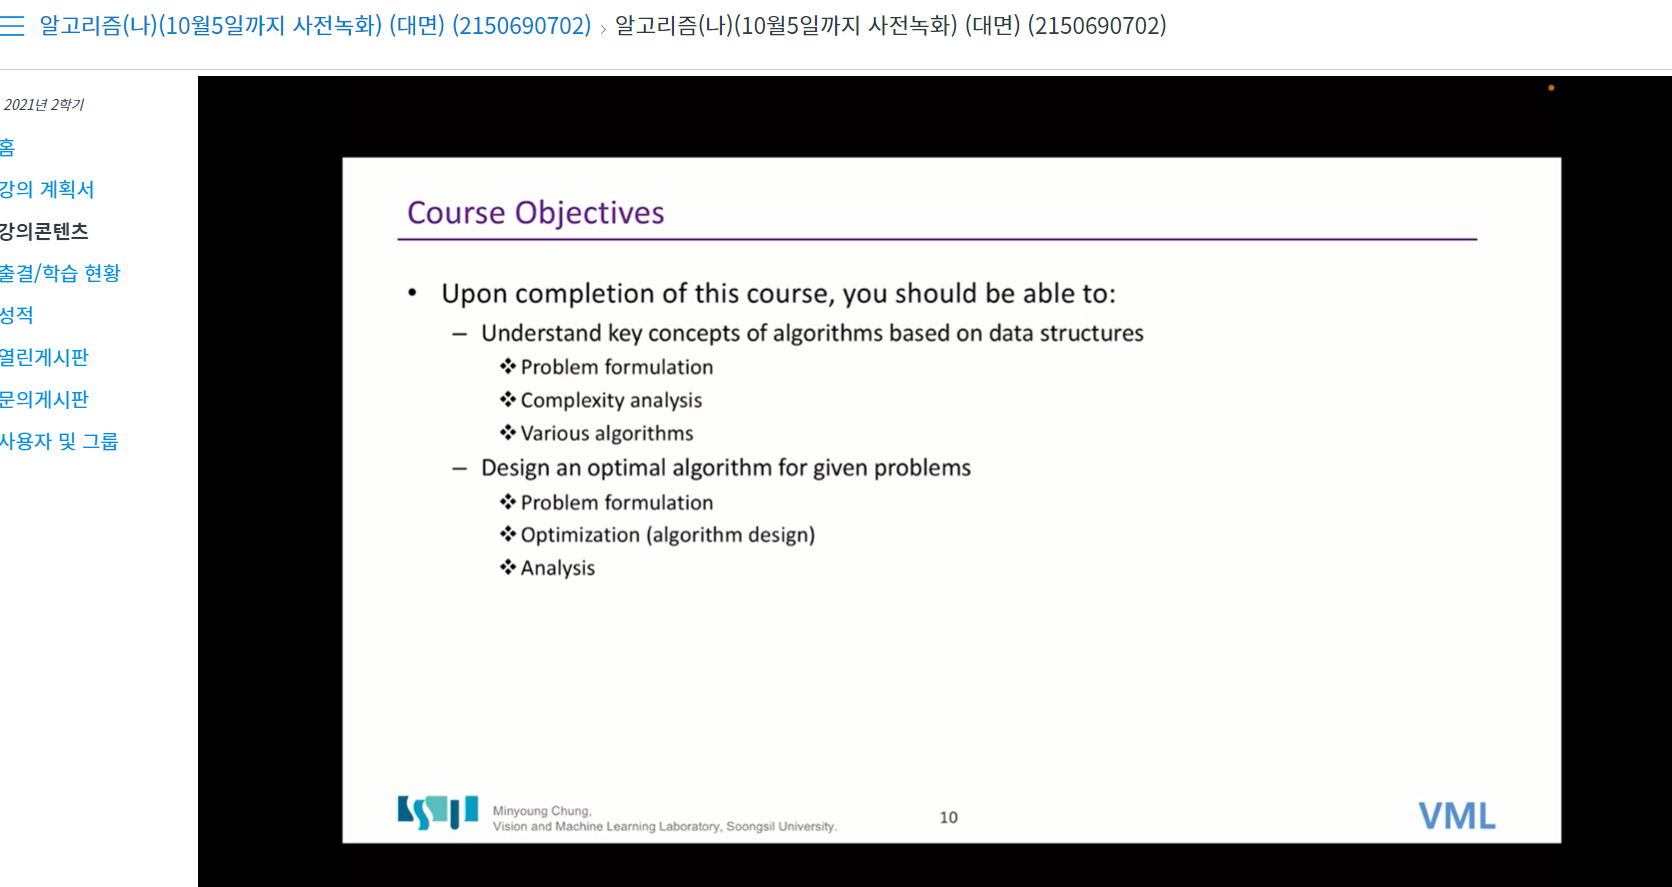 알고리즘(나)(10월5일까지 사전녹화) (대면) (2150690702) › 알고리즘(나)(10월5일까지 사전녹화) (대면) (2150690702)
2021년 2학기
홈
강의 계획서
강의콘텐츠
출결/학습 현황
성적
열린게시판
문의게시판
사용자 및 그룹
Course Objectives
• Upon completion of this course, you should be able to:
– Understand key concepts of algorithms based on data structures
❖ Problem formulation
❖ Complexity analysis
❖ Various algorithms
– Design an optimal algorithm for given problems
❖ Problem formulation
❖ Optimization (algorithm design)
❖ Analysis
Minyoung Chung,
Vision and Machine Learning Laboratory, Soongsil University.
10
VML